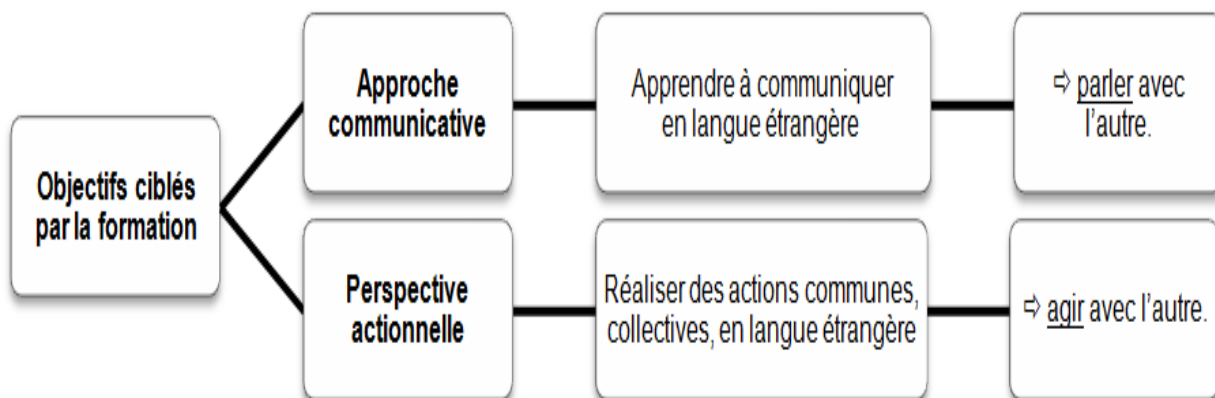 Objectifs ciblés
par la formation
Approche
communicative
Apprendre à communiquer
en langue étrangère
⇨ parler avec
l'autre.
Perspective
actionnelle
Réaliser des actions communes,
collectives, en langue étrangère
⇨ agir avec l'autre.